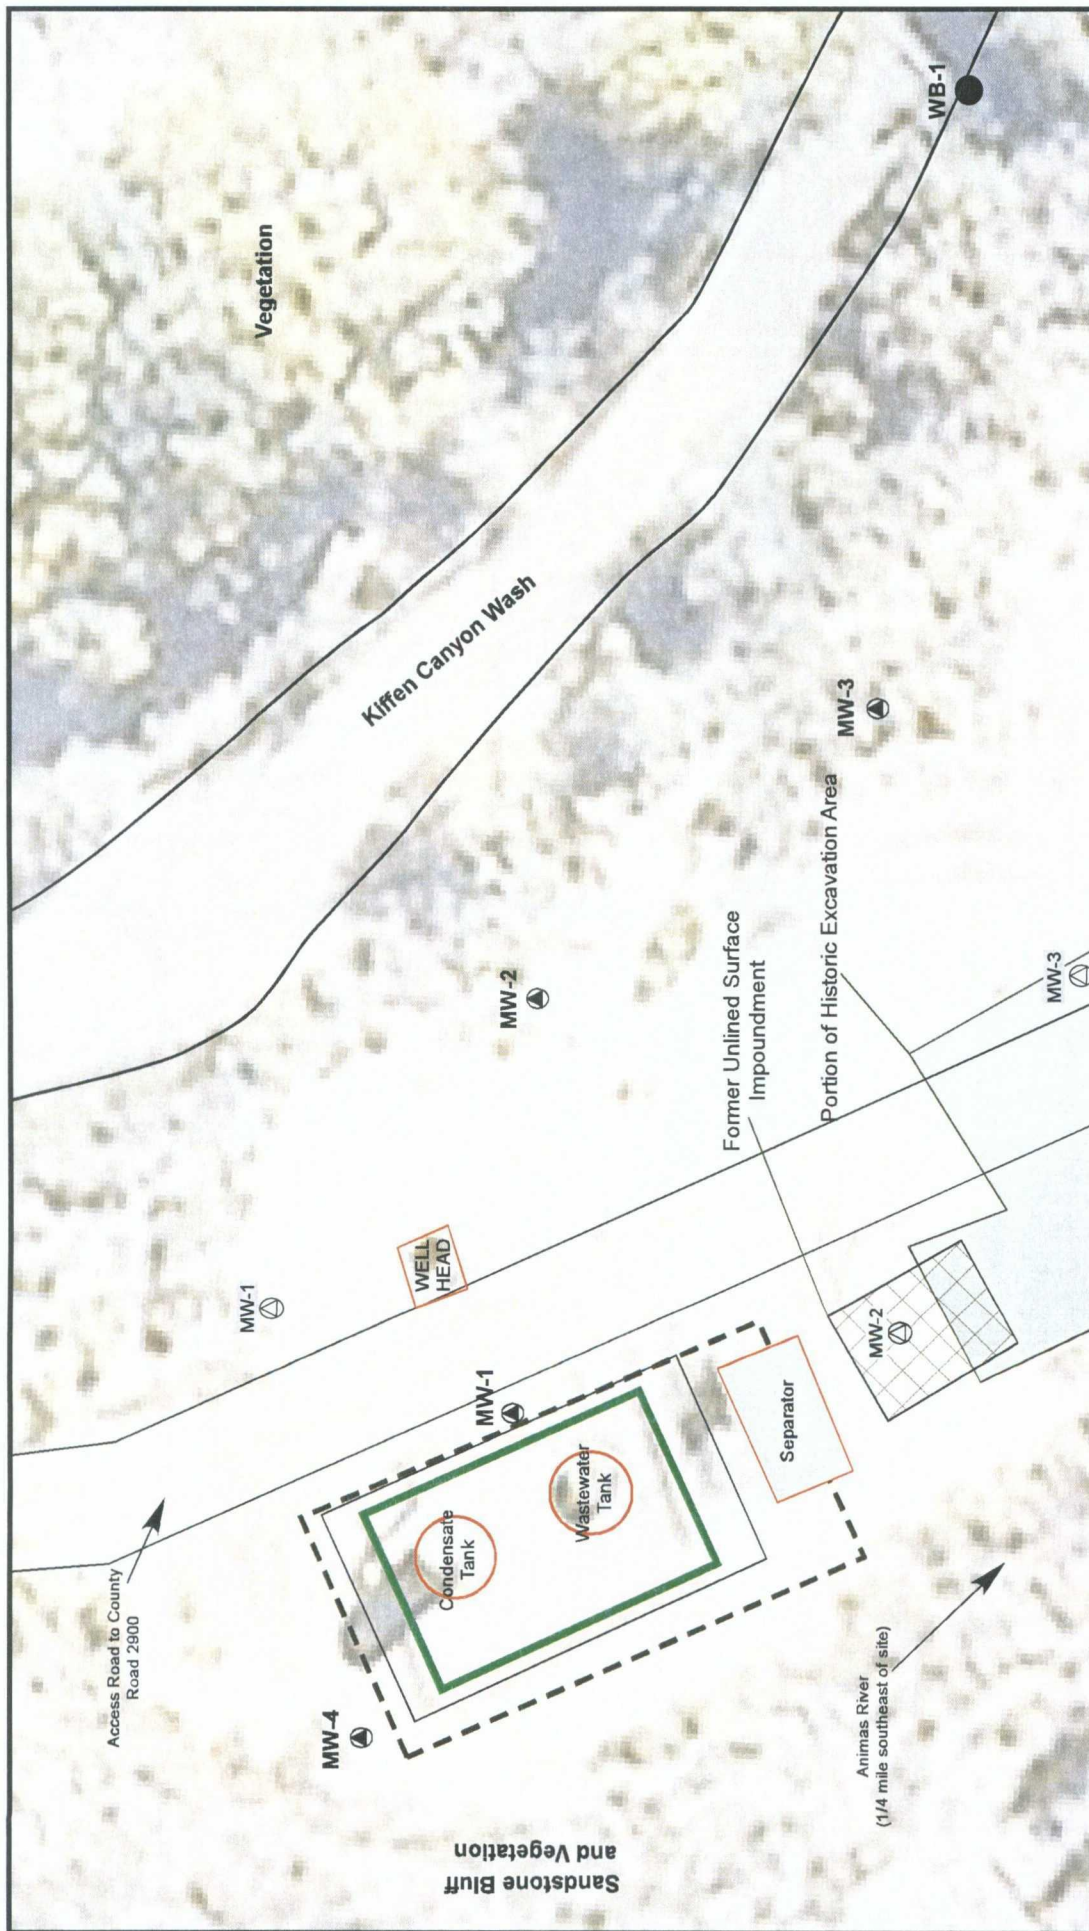 WB-1
Vegetation
Kiffen Canyon Wash
MW-3
MW-2
Former Unlined Surface
Impoundment
Portion of Historic Excavation Area
MW-3
WELL
HEAD
MW-1
MW-2
MW-1
Separator
Wastewater
Tank
Condensate
Tank
Access Road to County
Road 2900
MW-4
Animas River
(1/4 mile southeast of site)
Sandstone Bluff
and Vegetation